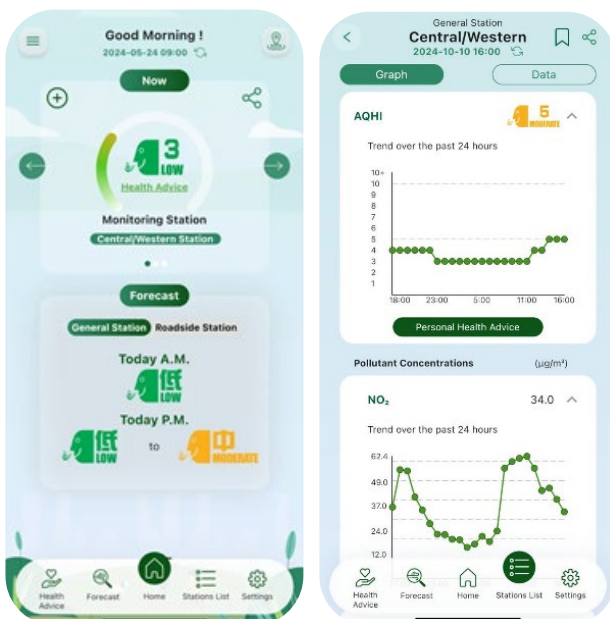 Good Morning !
2024-05-24 09:00
Now
3
LOW
Health Advice
Monitoring Station
Central/Western Station
Forecast
General Station Roadside Station
Today A.M.
低
LOW
Today P.M.
低 LOW to 中 MODERATE
Health Advice
Forecast
Home
Stations List
Settings
General Station
Central/Western
2024-10-10 16:00
Graph
Data
AQHI
5
MODERATE
Trend over the past 24 hours
10+
10
9
8
7
6
5
4
3
2
1
18:00 23:00 5:00 11:00 16:00
Personal Health Advice
Pollutant Concentrations (μg/m³)
NO₂ 34.0
Trend over the past 24 hours
62.4
49.0
37.0
24.0
12.0
Health Advice
Forecast
Home
Stations List
Settings